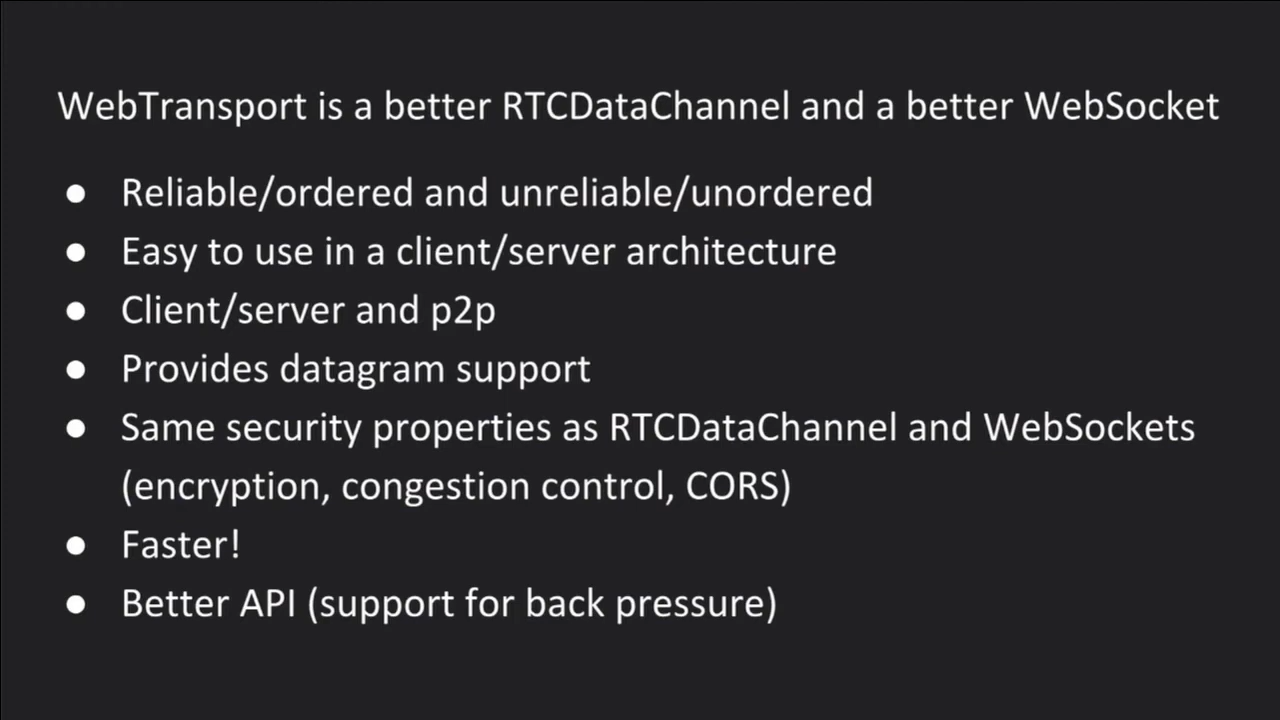 WebTransport is a better RTCDataChannel and a better WebSocket
● Reliable/ordered and unreliable/unordered
● Easy to use in a client/server architecture
● Client/server and p2p
● Provides datagram support
● Same security properties as RTCDataChannel and WebSockets
(encryption, congestion control, CORS)
● Faster!
● Better API (support for back pressure)